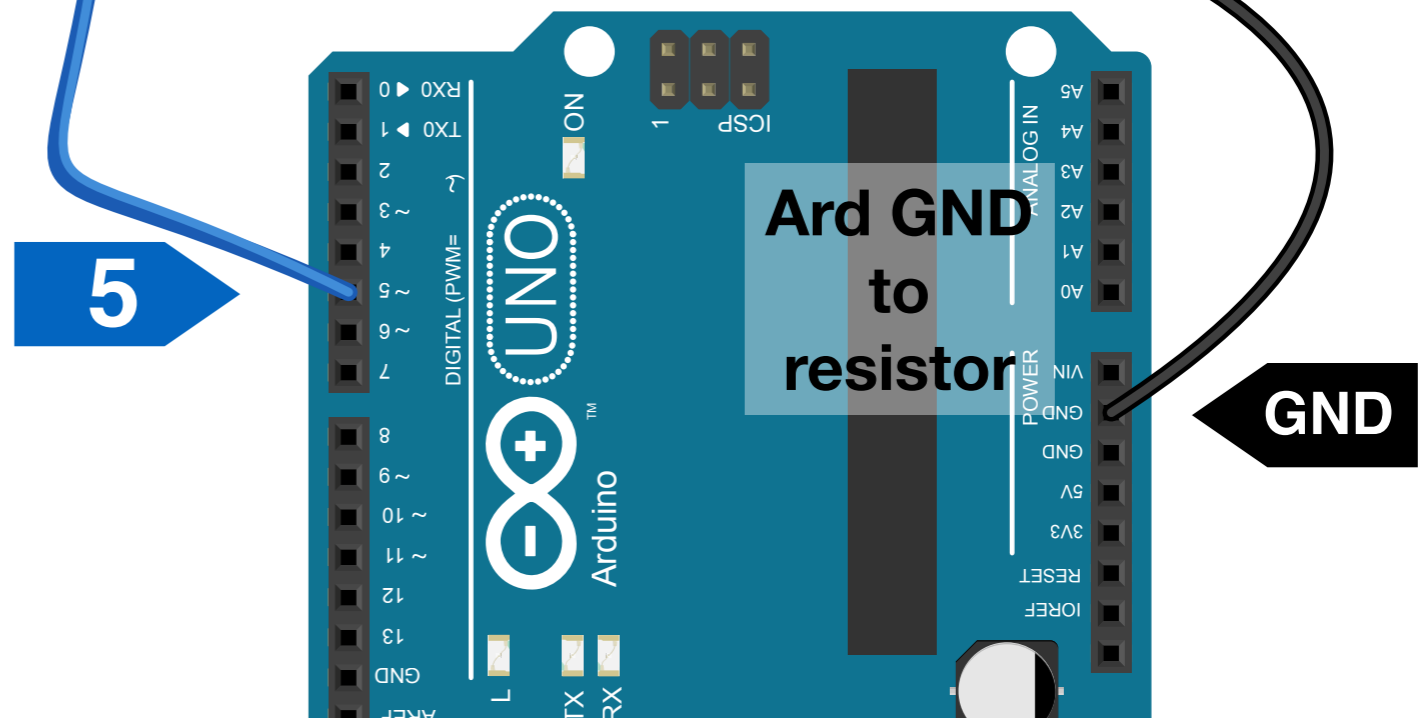 0 ◀ RX0
1 ▶ TX0
2
~ 3
4
~ 5
~ 6
7
8
~ 9
~ 10
~ 11
12
13
GND
AREF
DIGITAL (PWM= ~)
5
ON
1
ICSP
UNO
TM
Arduino
L
TX
RX
Ard GND
to
resistor
ANALOG IN
A5
A4
A3
A2
A1
A0
POWER
VIN
GND
GND
5V
3V3
RESET
IOREF
GND